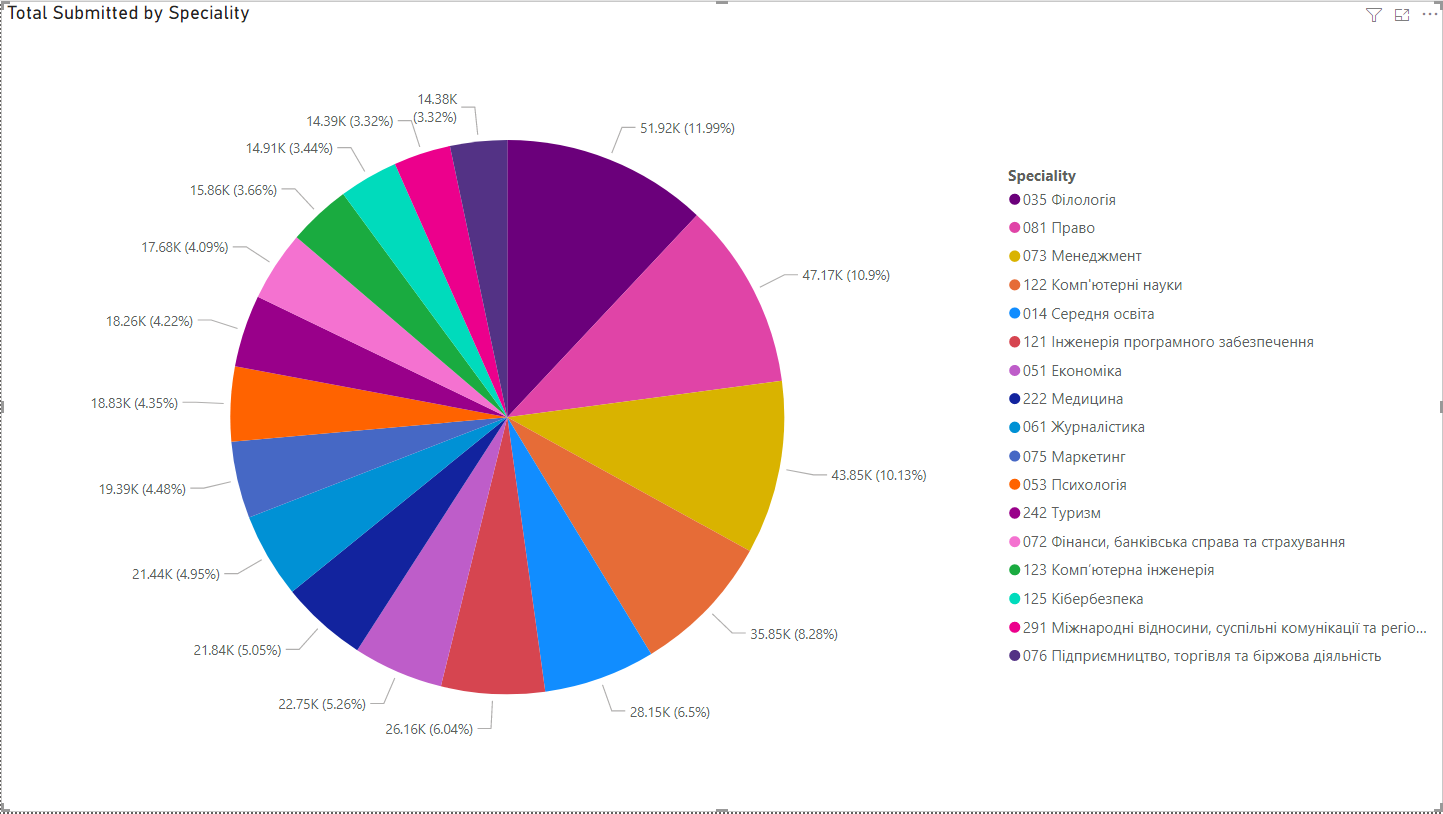 Total Submitted by Speciality
51.92K (11.99%)
47.17K (10.9%)
43.85K (10.13%)
35.85K (8.28%)
28.15K (6.5%)
26.16K (6.04%)
22.75K (5.26%)
21.84K (5.05%)
21.44K (4.95%)
19.39K (4.48%)
18.83K (4.35%)
18.26K (4.22%)
17.68K (4.09%)
15.86K (3.66%)
14.91K (3.44%)
14.39K (3.32%)
14.38K
(3.32%)
Speciality
035 Філологія
081 Право
073 Менеджмент
122 Комп'ютерні науки
014 Середня освіта
121 Інженерія програмного забезпечення
051 Економіка
222 Медицина
061 Журналістика
075 Маркетинг
053 Психологія
242 Туризм
072 Фінанси, банківська справа та страхування
123 Комп’ютерна інженерія
125 Кібербезпека
291 Міжнародні відносини, суспільні комунікації та регіо...
076 Підприємництво, торгівля та біржова діяльність